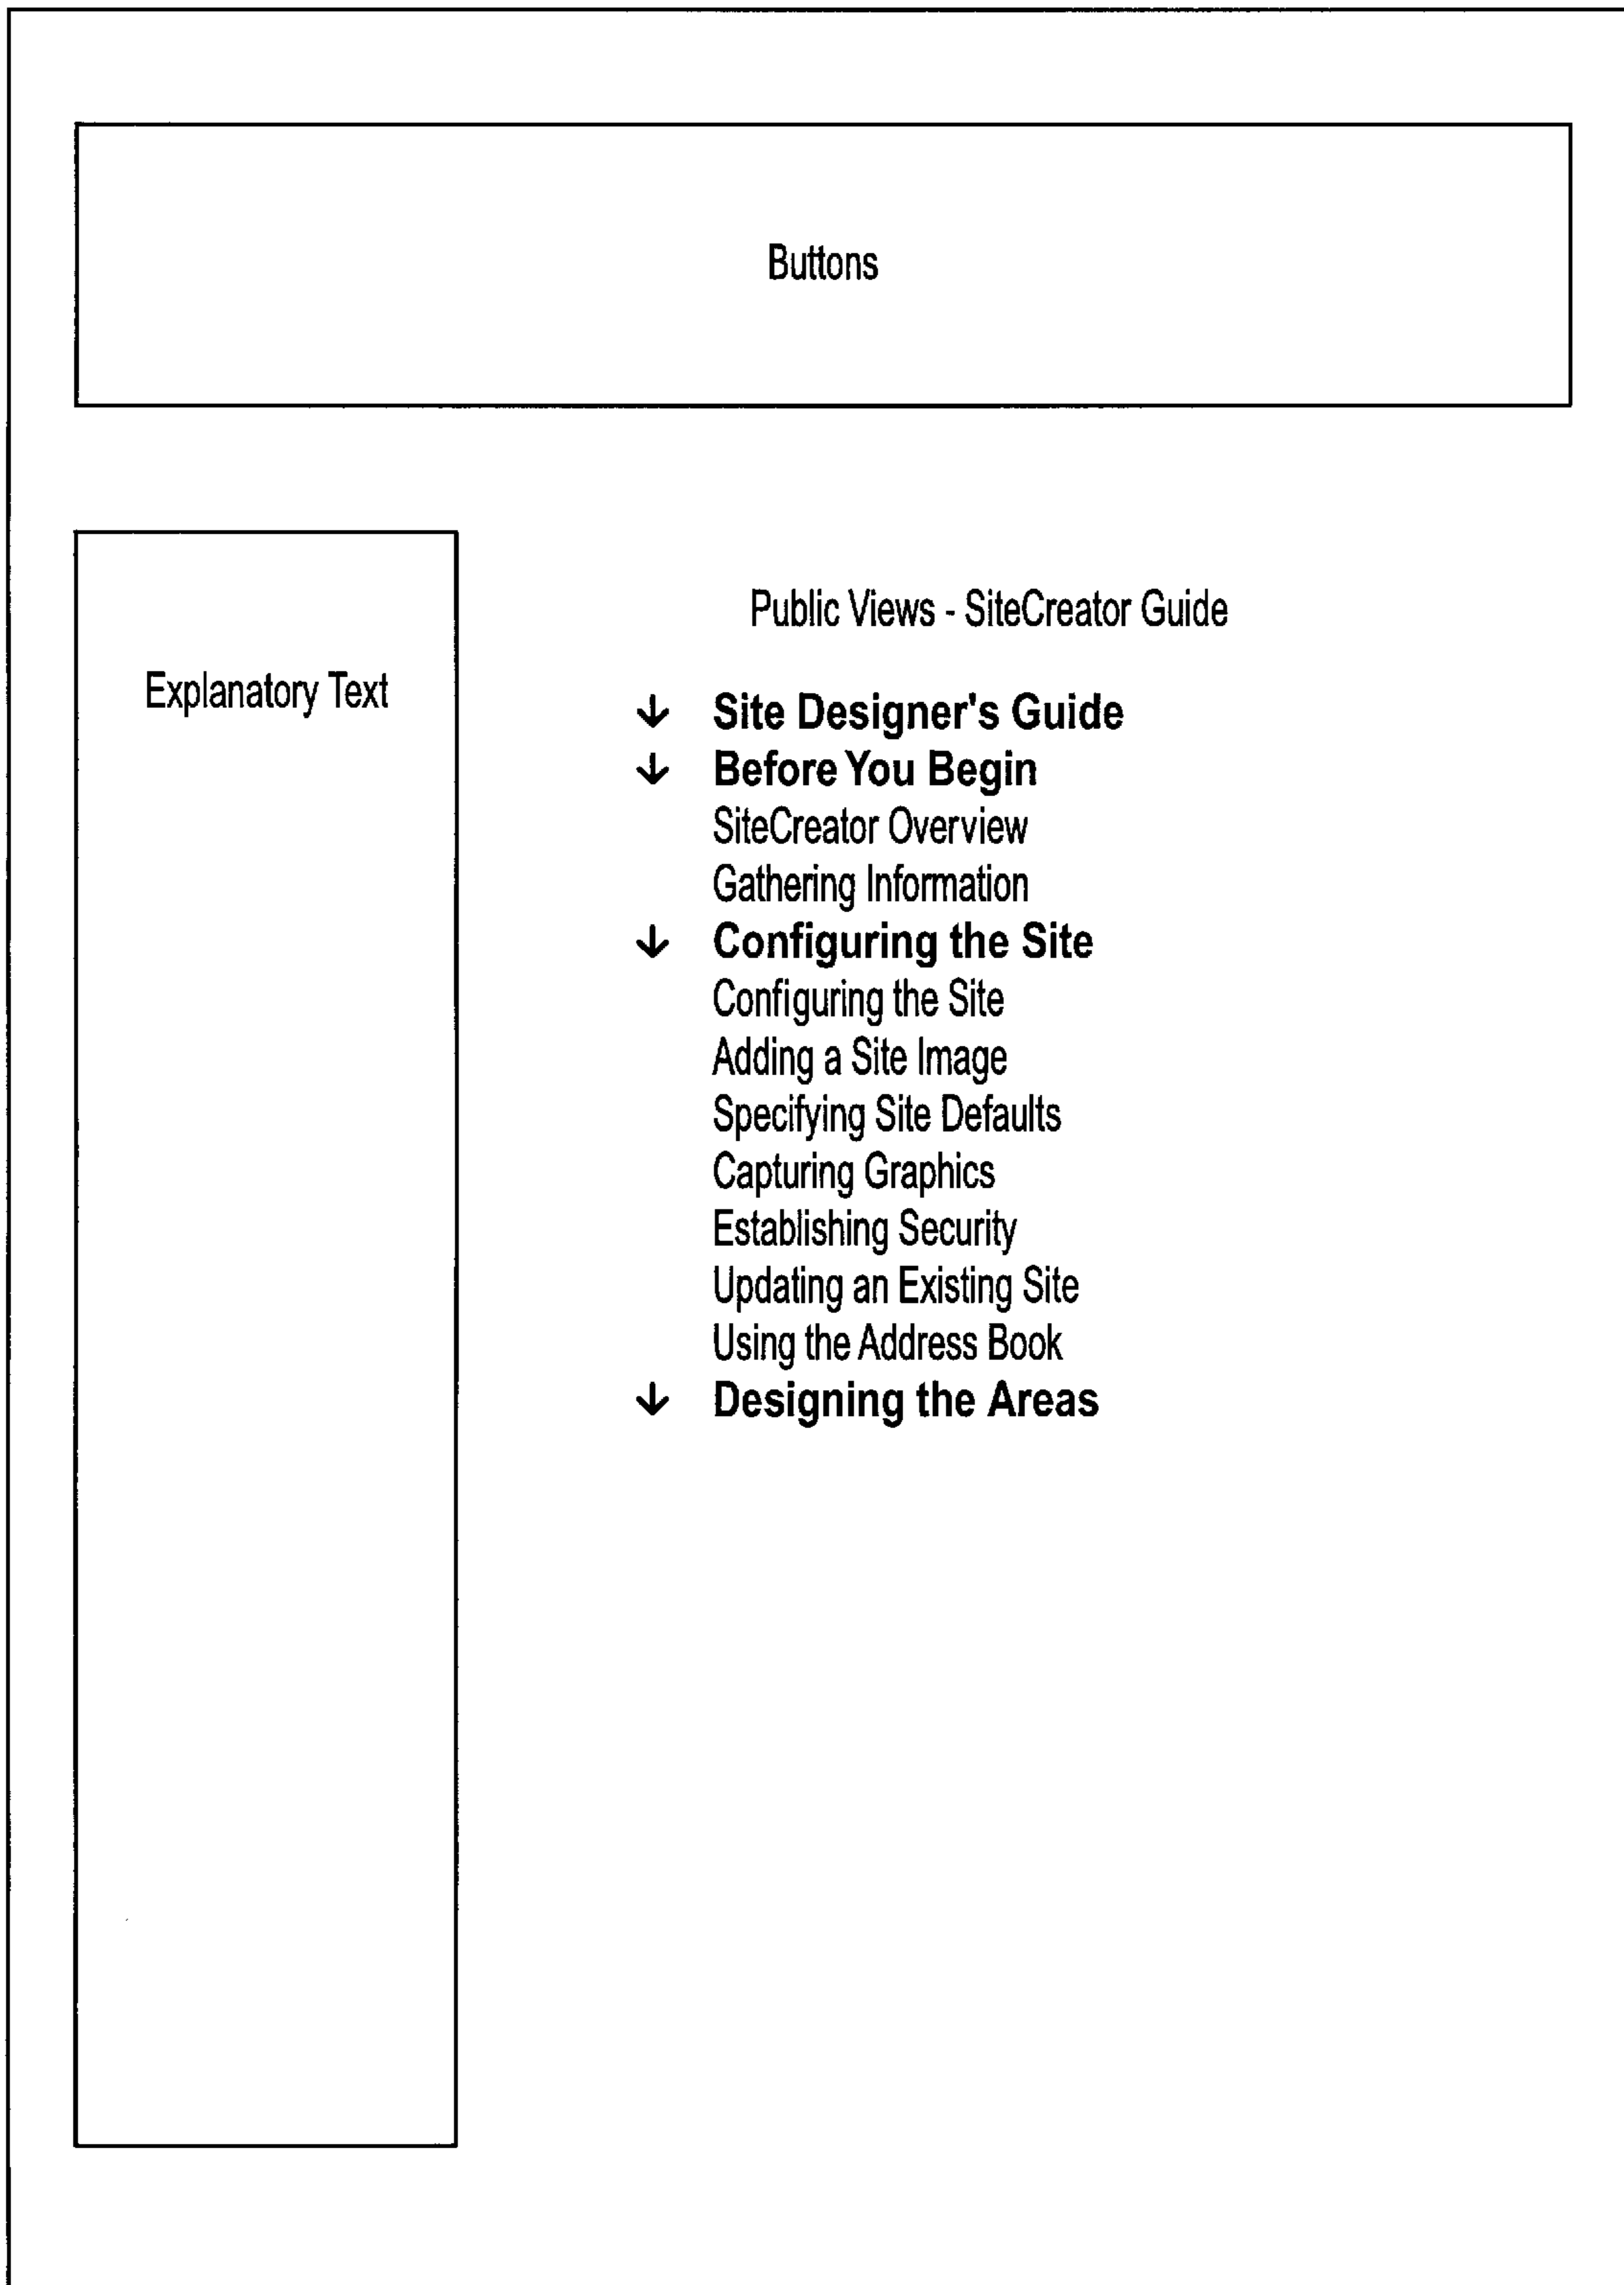 Buttons
Explanatory Text
Public Views - SiteCreator Guide
↓ Site Designer's Guide
↓ Before You Begin
SiteCreator Overview
Gathering Information
↓ Configuring the Site
Configuring the Site
Adding a Site Image
Specifying Site Defaults
Capturing Graphics
Establishing Security
Updating an Existing Site
Using the Address Book
↓ Designing the Areas